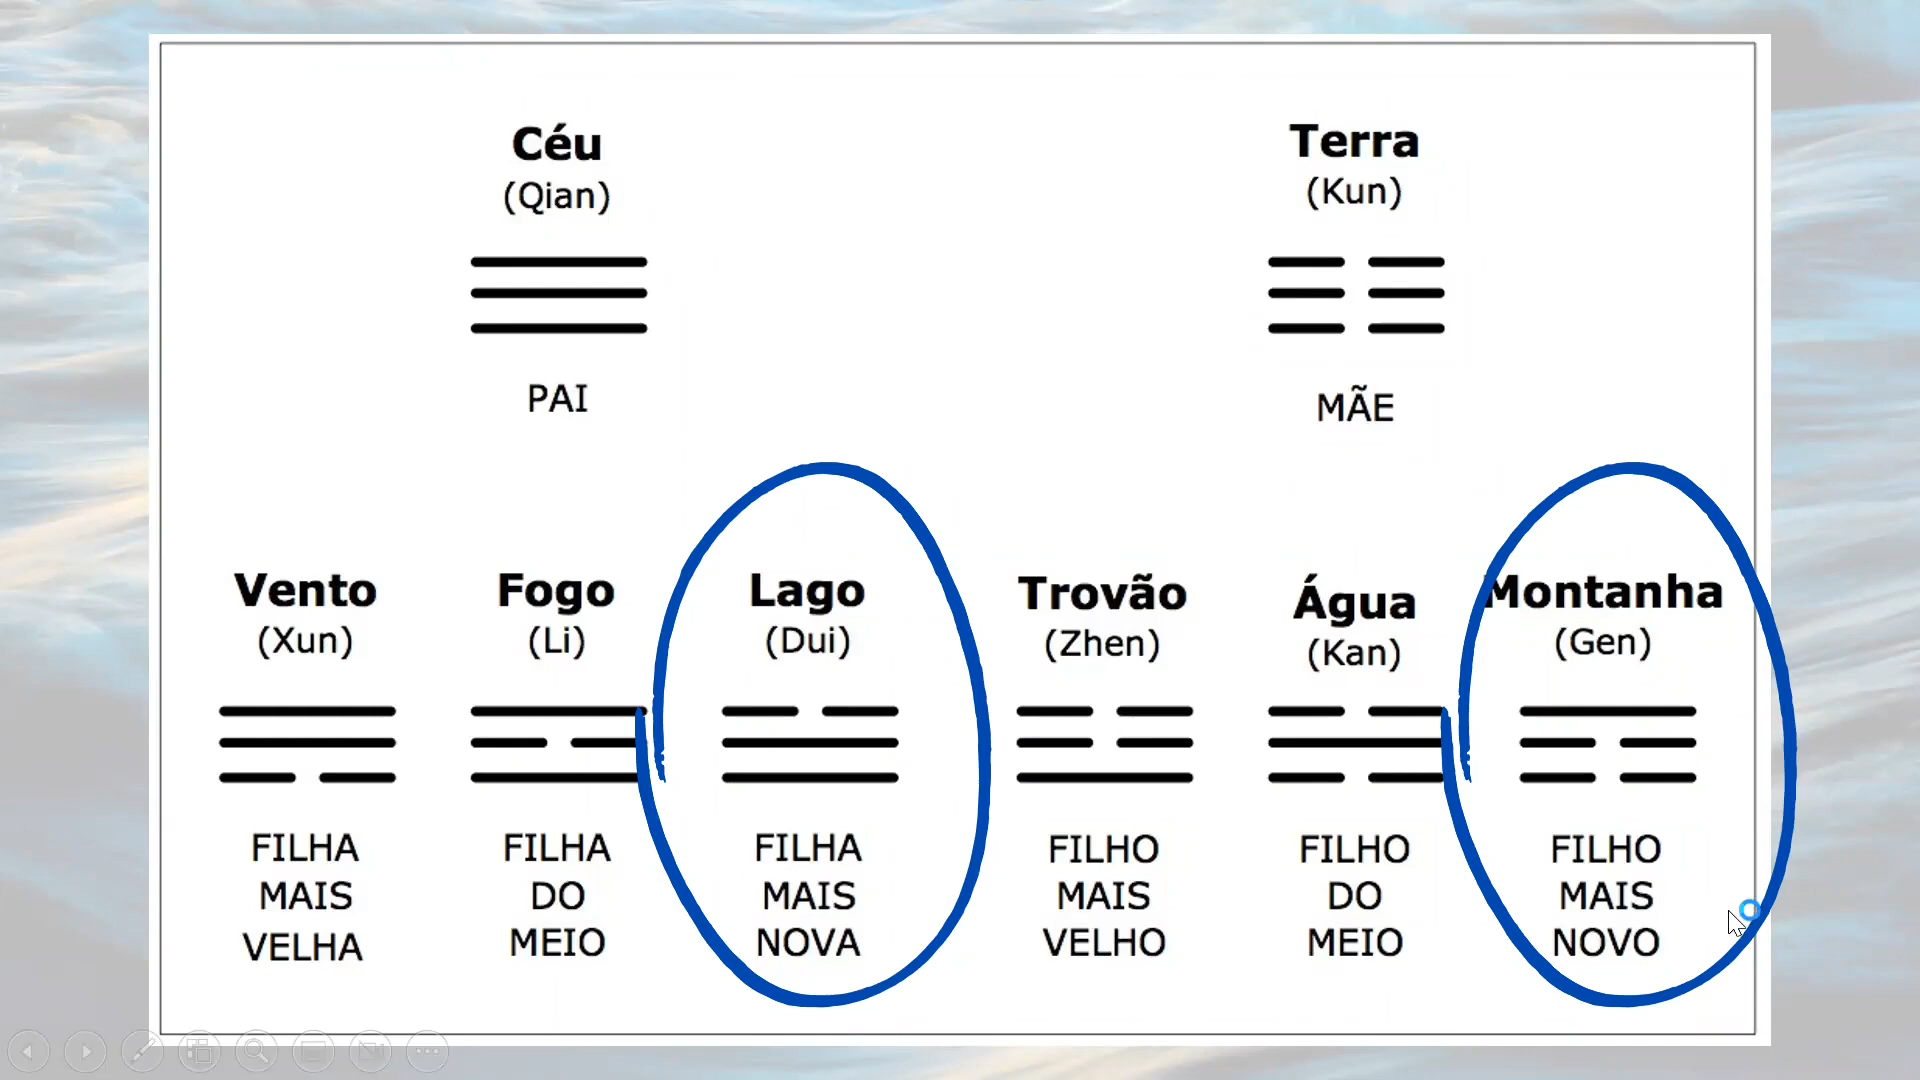 Céu
(Qian)
PAI
Terra
(Kun)
MÃE
Vento
(Xun)
FILHA
MAIS
VELHA
Fogo
(Li)
FILHA
DO
MEIO
Lago
(Dui)
FILHA
MAIS
NOVA
Trovão
(Zhen)
FILHO
MAIS
VELHO
Água
(Kan)
FILHO
DO
MEIO
Montanha
(Gen)
FILHO
MAIS
NOVO